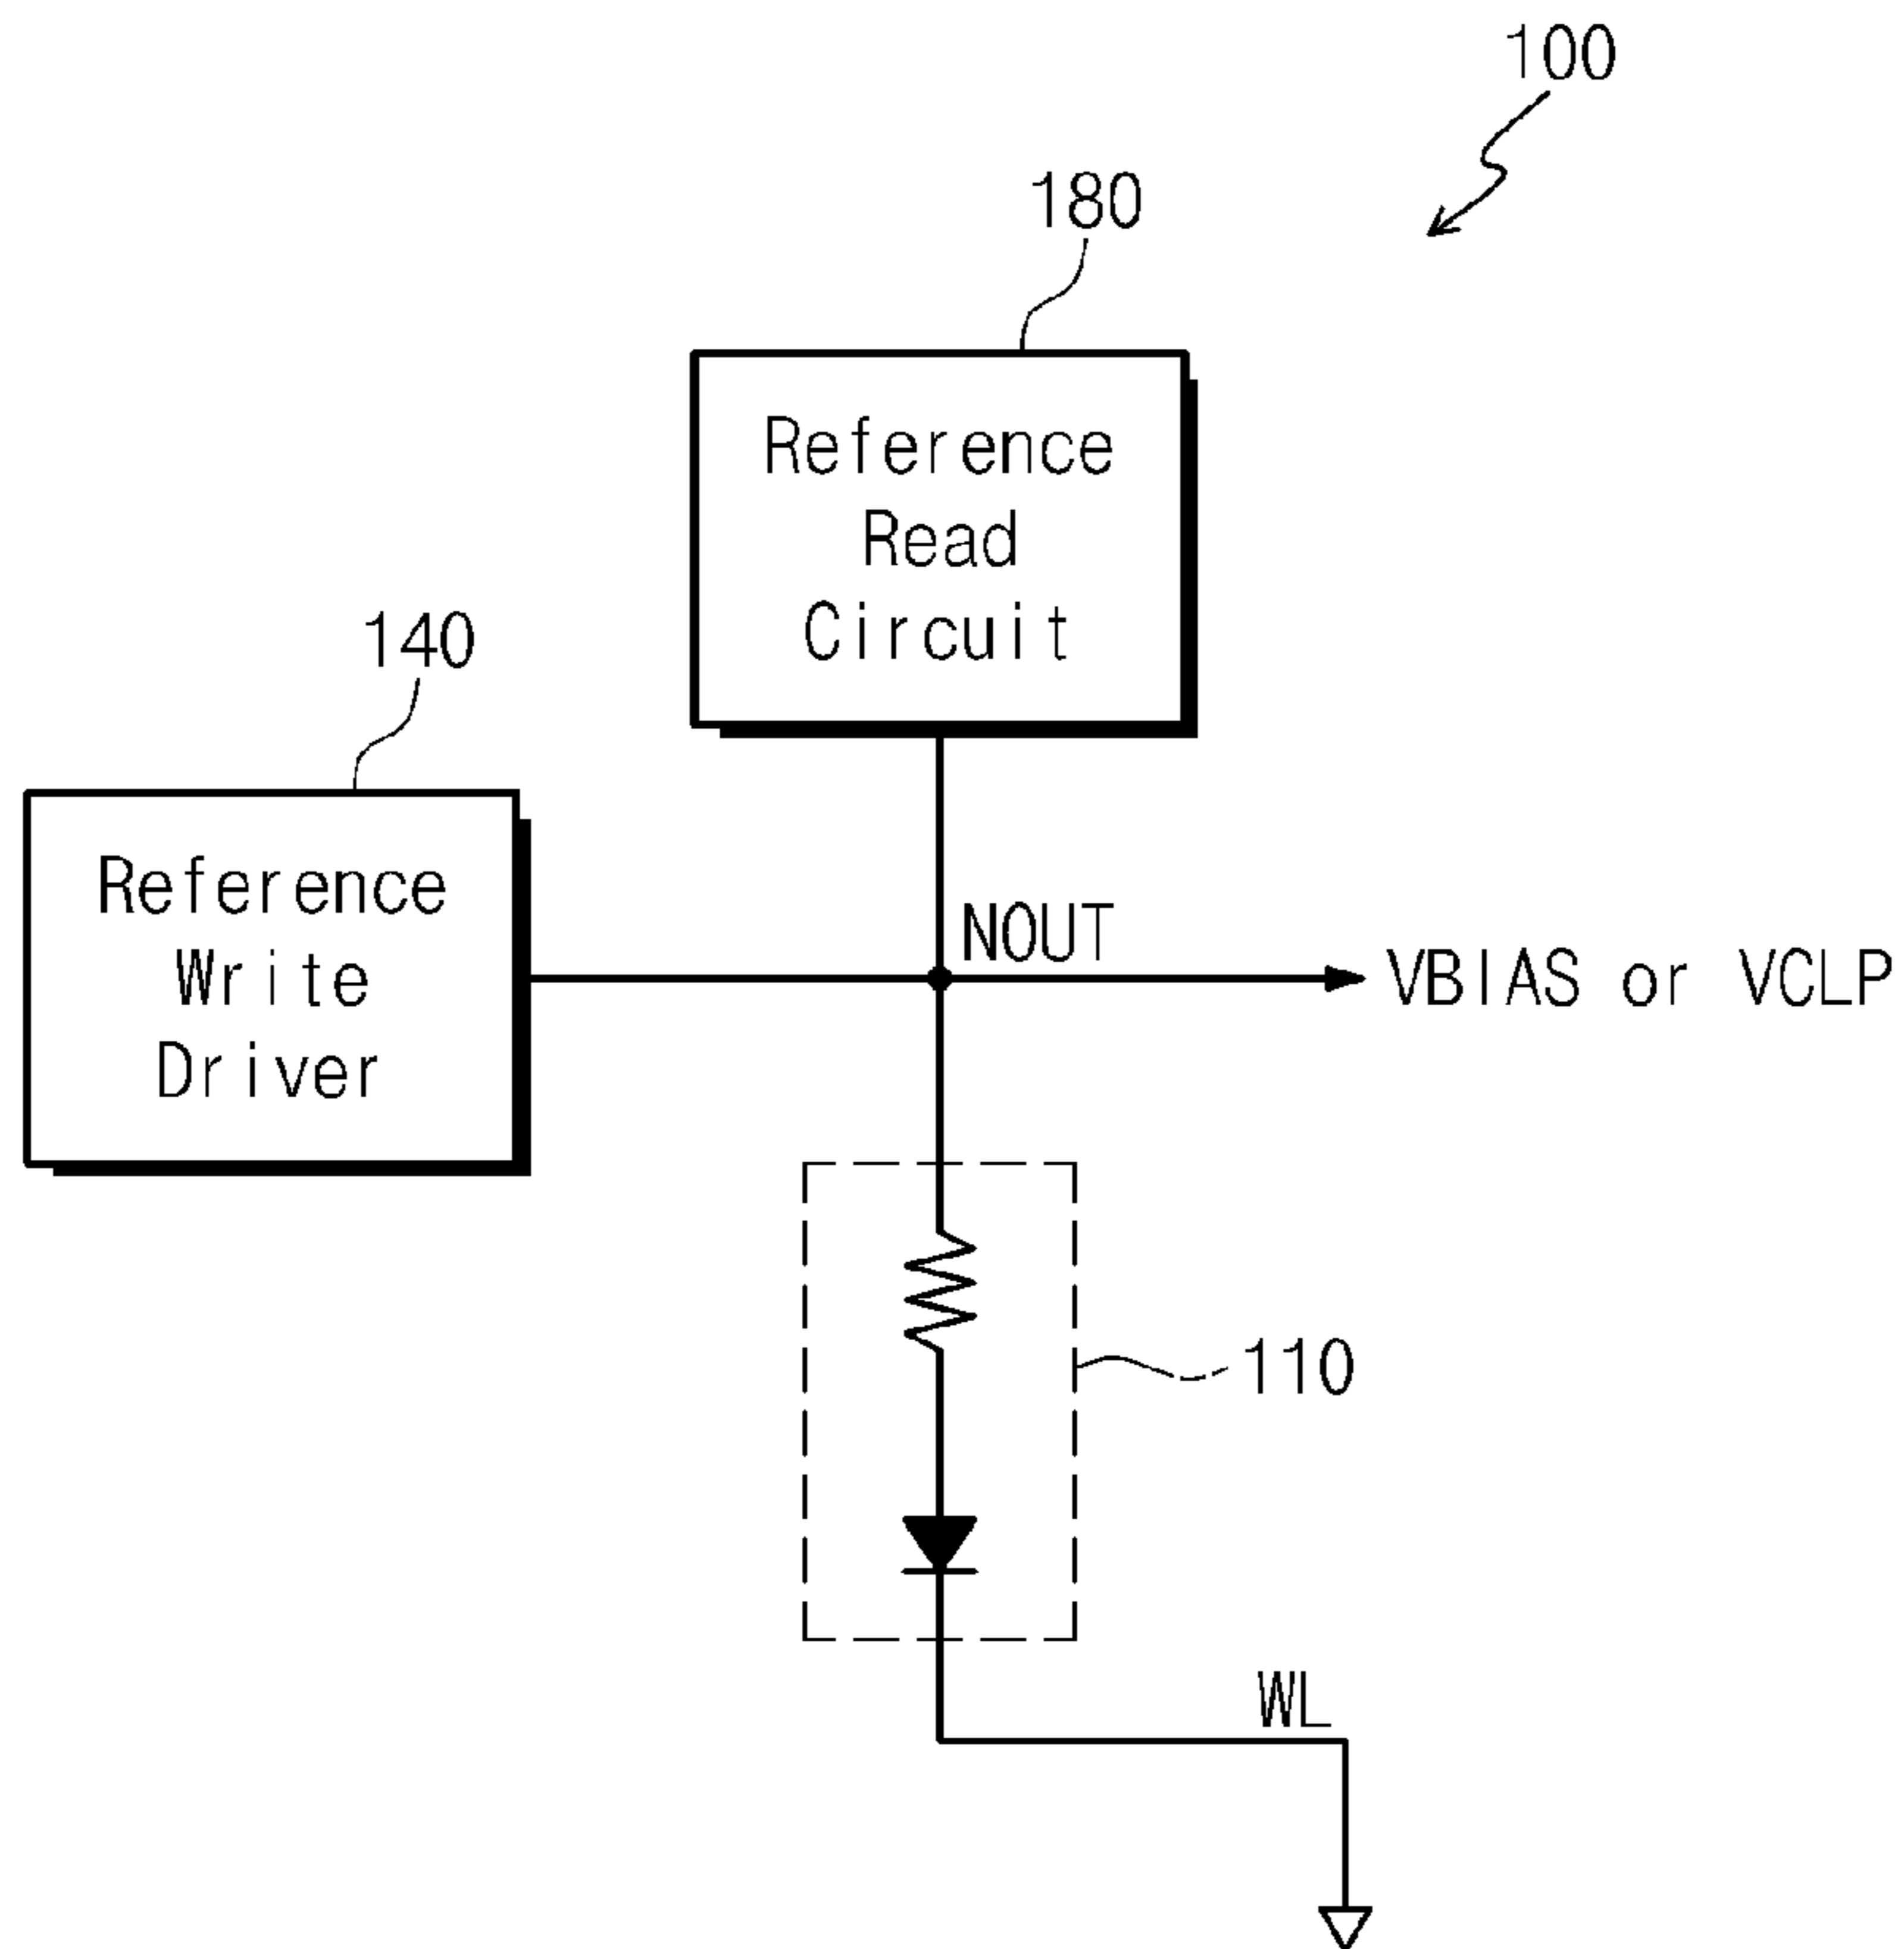 100
180
Reference
Read
Circuit
140
Reference
Write
Driver
NOUT
VBIAS or VCLP
110
WL